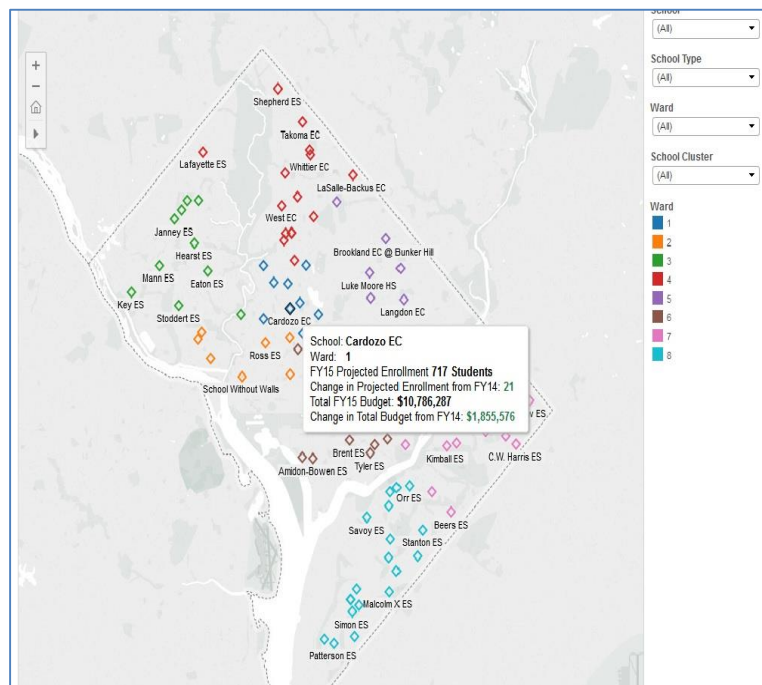 School
(All)
School Type
(All)
Ward
(All)
School Cluster
(All)
Ward
1
2
3
4
5
6
7
8
+
−
Shepherd ES
Takoma EC
Lafayette ES
Whittier EC
LaSalle-Backus EC
West EC
Janney ES
Hearst ES
Brookland EC @ Bunker Hill
Mann ES
Eaton ES
Luke Moore HS
Key ES
Stoddert ES
Langdon EC
Cardozo EC
Ross ES
School Without Walls
School: Cardozo EC
Ward: 1
FY15 Projected Enrollment 717 Students
Change in Projected Enrollment from FY14: 21
Total FY15 Budget: $10,786,287
Change in Total Budget from FY14: $1,855,576
ES
Brent ES
Tyler ES
Amidon-Bowen ES
Kimball ES
C.W. Harris ES
Orr ES
Savoy ES
Beers ES
Stanton ES
Malcolm X ES
Simon ES
Patterson ES